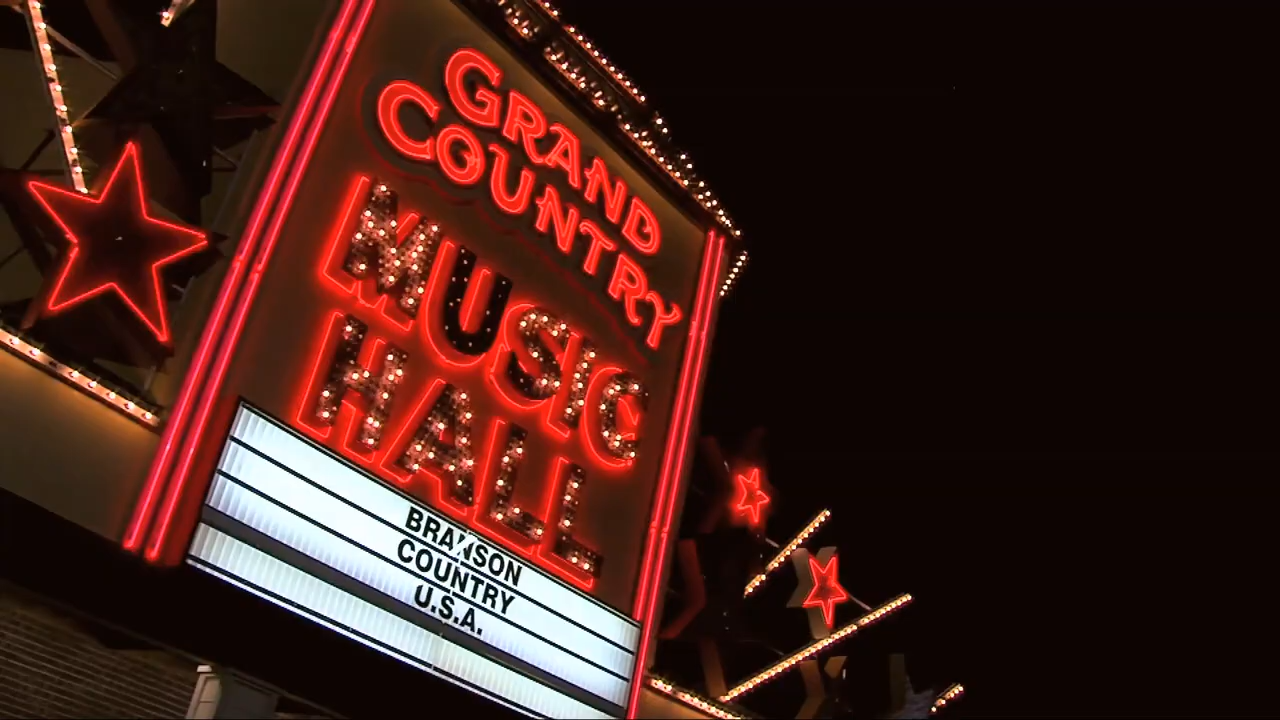 GRAND
COUNTRY
MUSIC
HALL
BRANSON
COUNTRY
U.S.A.